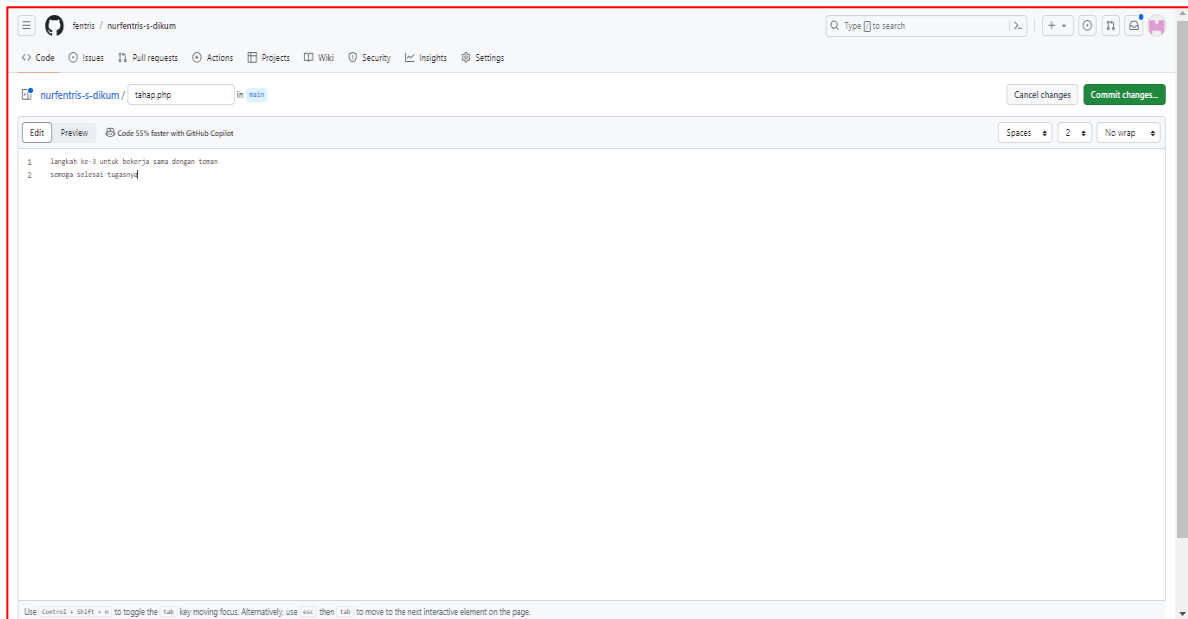 fentris / nurfentris-s-dikum
Type / to search
Code Issues Pull requests Actions Projects Wiki Security Insights Settings
nurfentris-s-dikum / tahap.php in main
Cancel changes Commit changes...
Edit Preview Code 55% faster with GitHub Copilot
Spaces 2 No wrap
1 langkah ke-3 untuk bekerja sama dengan teman
2 semoga selesai tugasnya
Use Control + Shift + m to toggle the tab key moving focus. Alternatively, use esc then tab to move to the next interactive element on the page.